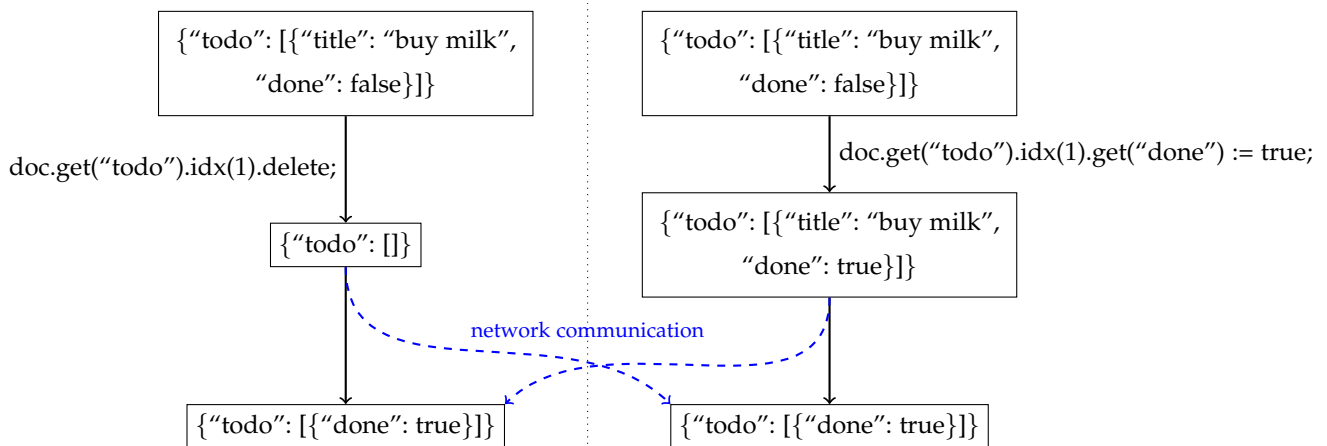 {“todo”: [{“title”: “buy milk”,
“done”: false}]}
{“todo”: [{“title”: “buy milk”,
“done”: false}]}
doc.get(“todo”).idx(1).delete;
doc.get(“todo”).idx(1).get(“done”) := true;
{“todo”: []}
{“todo”: [{“title”: “buy milk”,
“done”: true}]}
network communication
{“todo”: [{“done”: true}]}
{“todo”: [{“done”: true}]}